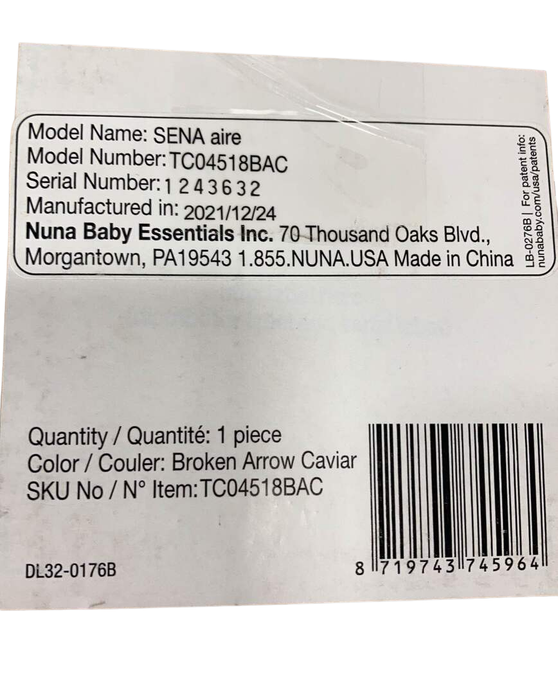 Model Name: SENA aire
Model Number: TC04518BAC
Serial Number: 1 2 4 3 6 3 2
Manufactured in: 2021/12/24
Nuna Baby Essentials Inc. 70 Thousand Oaks Blvd.,
Morgantown, PA19543 1.855.NUNA.USA Made in China
LB-0276B | For patent info:
nunababy.com/usa/patents
Quantity / Quantité: 1 piece
Color / Couler: Broken Arrow Caviar
SKU No / N° Item: TC04518BAC
DL32-0176B
8 719743 745964